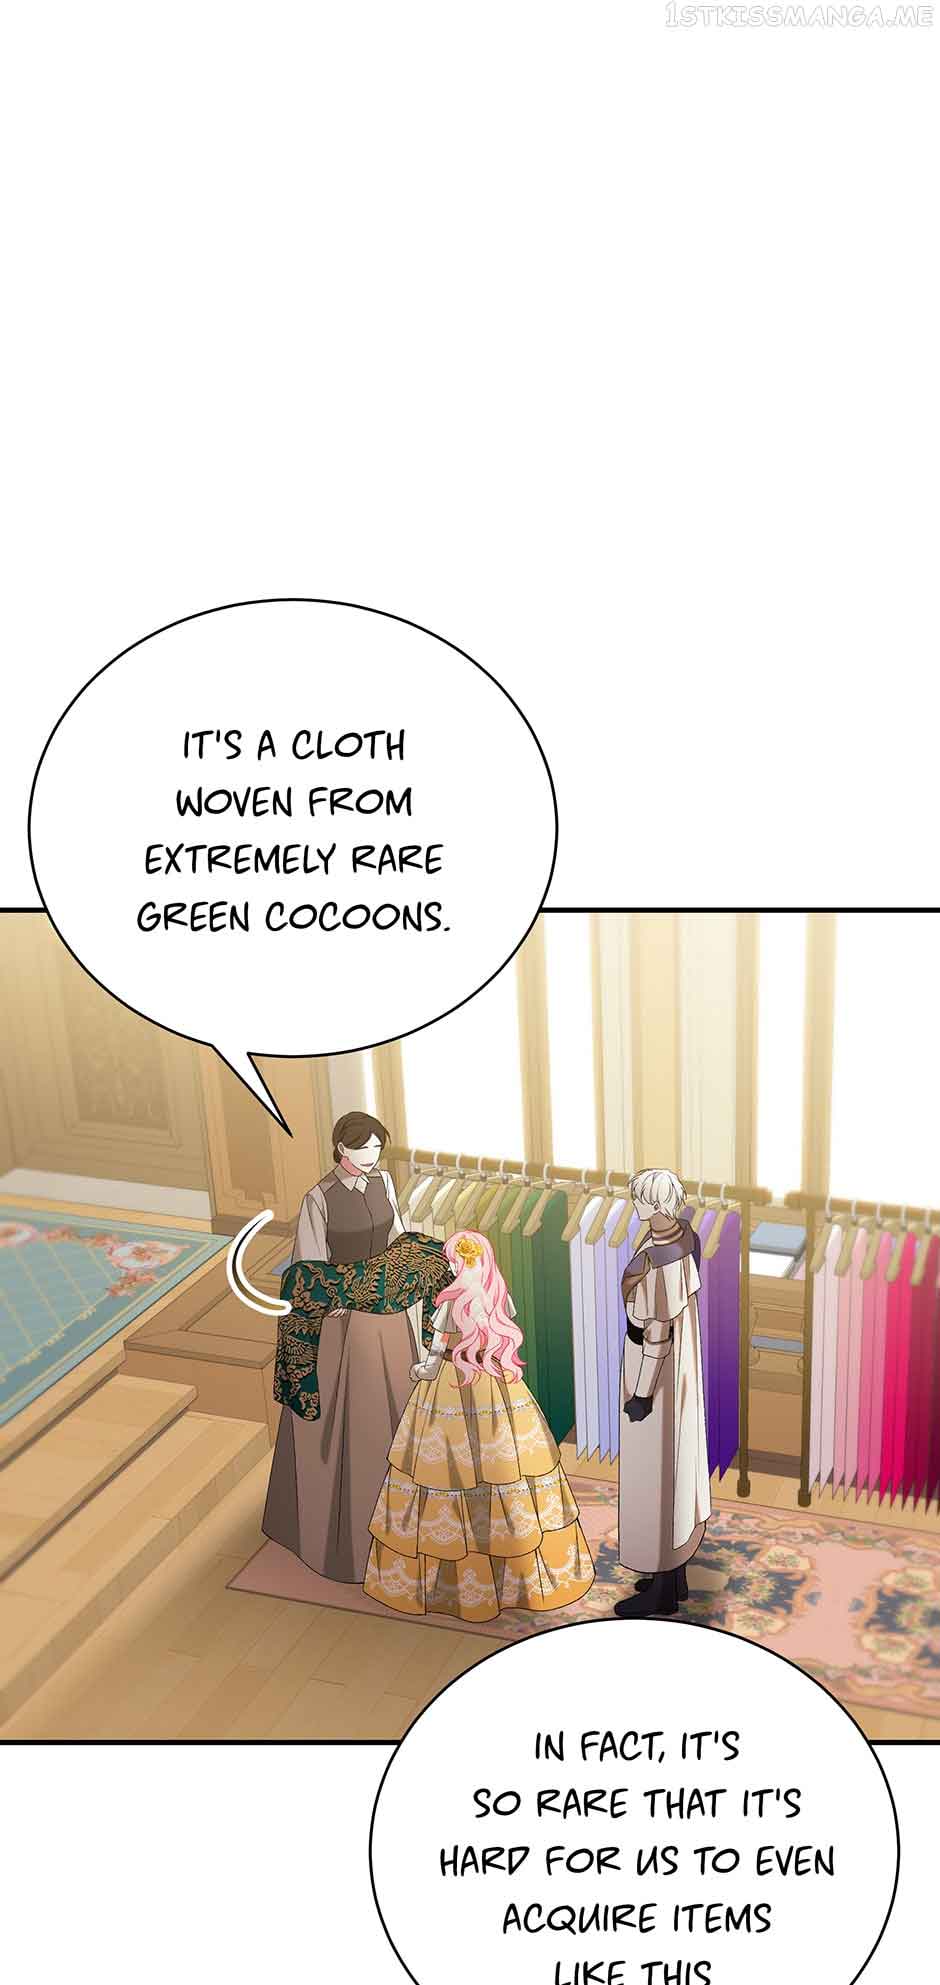 1STKISSMANGA.ME
IT'S A CLOTH
WOVEN FROM
EXTREMELY RARE
GREEN COCOONS.
IN FACT, IT'S
SO RARE THAT IT'S
HARD FOR US TO EVEN
ACQUIRE ITEMS
LIKE THIS